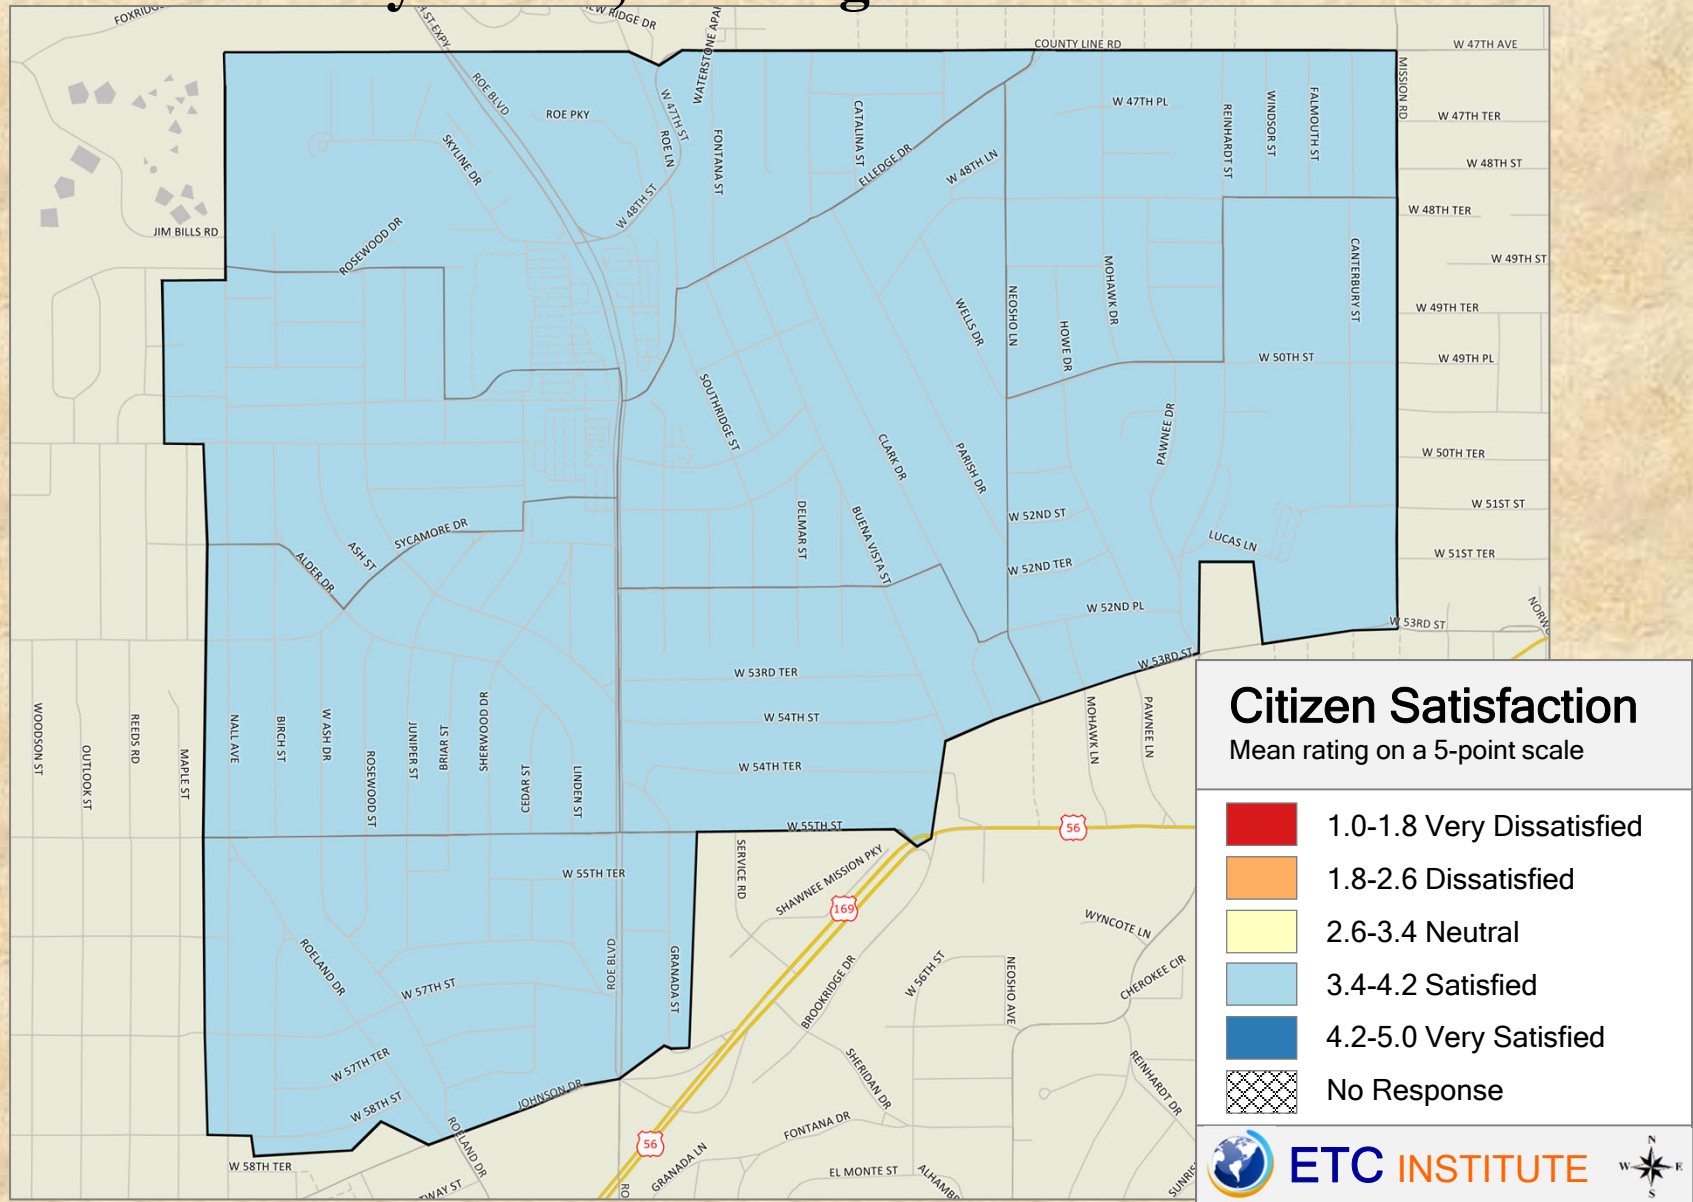 COUNTY LINE RD
W 47TH AVE
ROE BLVD
ROE PKY
W 47TH ST
ROE LN
WATERSTONE APA
FONTANA ST
CATALINA ST
W 47TH PL
REINHARDT ST
WINDSOR ST
FALMOUTH ST
MISSION RD
W 47TH TER
SKYLINE DR
ELLEDGE DR
W 48TH LN
W 48TH ST
W 48TH ST
W 48TH TER
JIM BILLS RD
ROSEWOOD DR
W 49TH ST
CANTERBURY ST
MOHAWK DR
NEOSHO LN
WELLS DR
HOWE DR
W 49TH TER
W 50TH ST
W 49TH PL
SOUTHRIDGE ST
CLARK DR
PARISH DR
PAWNEE DR
W 50TH TER
W 51ST ST
DELMAR ST
BUENA VISTA ST
W 52ND ST
SYCAMORE DR
ASH ST
ALDER DR
LUCAS LN
W 51ST TER
W 52ND TER
W 52ND PL
W 53RD ST
W 53RD ST
W 53RD TER
W 54TH ST
W 54TH TER
W 55TH ST
WOODSON ST
OUTLOOK ST
REEDS RD
MAPLE ST
NALL AVE
BIRCH ST
W ASH DR
ROSEWOOD ST
JUNIPER ST
BRIAR ST
SHERWOOD DR
CEDAR ST
LINDEN ST
MOHAWK LN
PAWNEE LN
56
W 55TH TER
SERVICE RD
SHAWNEE MISSION PKY
169
WYNCOTE LN
ROELAND DR
W 57TH ST
ROE BLVD
GRANADA ST
BROOKRIDGE DR
W 56TH ST
NEOSHO AVE
CHEROKEE CIR
W 57TH TER
W 58TH ST
JOHNSON DR
SHERIDAN DR
REINHARDT DR
ROELAND DR
W 58TH TER
56
GRANADA LN
FONTANA DR
EL MONTE ST
Citizen Satisfaction
Mean rating on a 5-point scale
1.0-1.8 Very Dissatisfied
1.8-2.6 Dissatisfied
2.6-3.4 Neutral
3.4-4.2 Satisfied
4.2-5.0 Very Satisfied
No Response
ETC INSTITUTE
N
W E
S